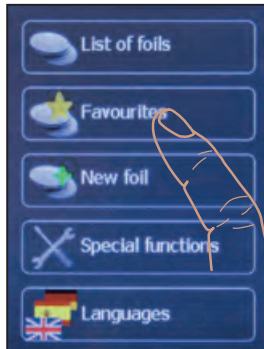 List of foils
Favourites
New foil
Special functions
Languages